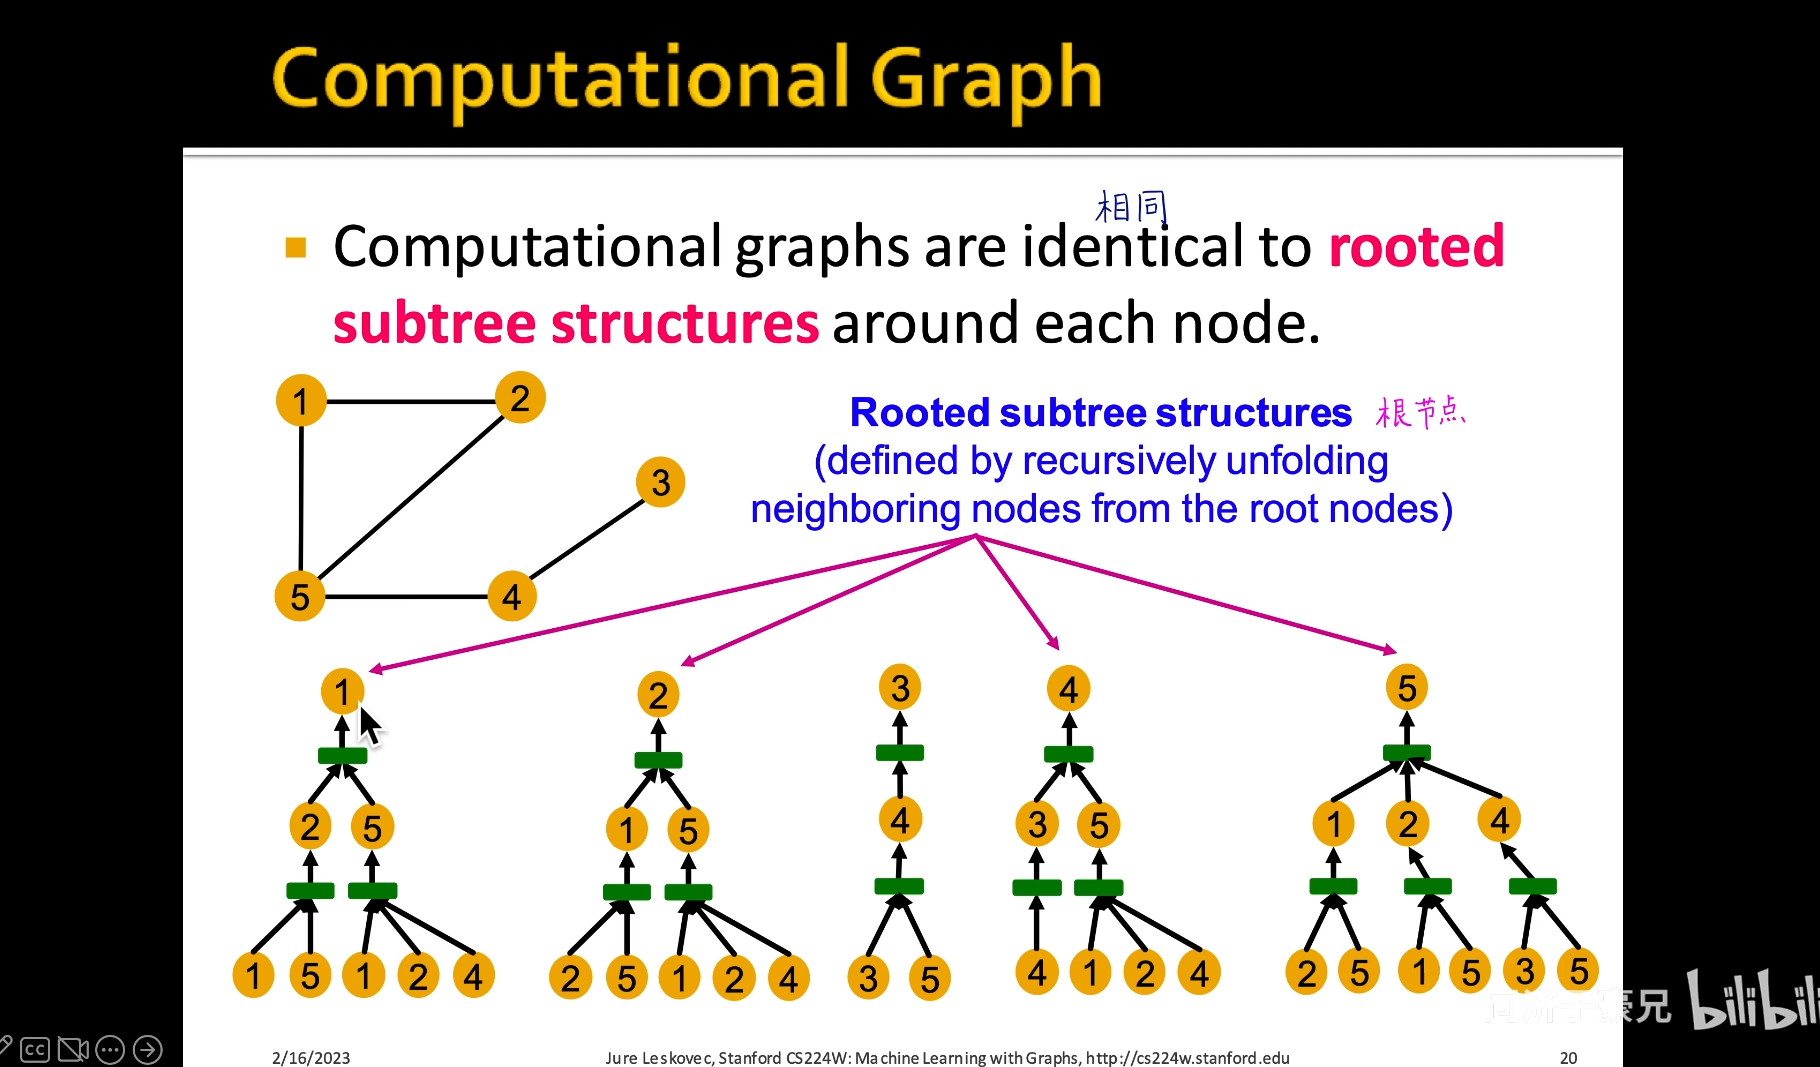 Computational Graph
相同
Computational graphs are identical to rooted
subtree structures around each node.
1 2
Rooted subtree structures 根节点
(defined by recursively unfolding
neighboring nodes from the root nodes)
3
5 4
1 2 3 4 5
2 5 1 5 4 3 5 1 2 4
1 5 1 2 4 2 5 1 2 4 3 5 4 1 2 4 2 5 1 5 3 5
豪兄 bilibili
CC
2/16/2023 Jure Leskovec, Stanford CS224W: Machine Learning with Graphs, http://cs224w.stanford.edu 20